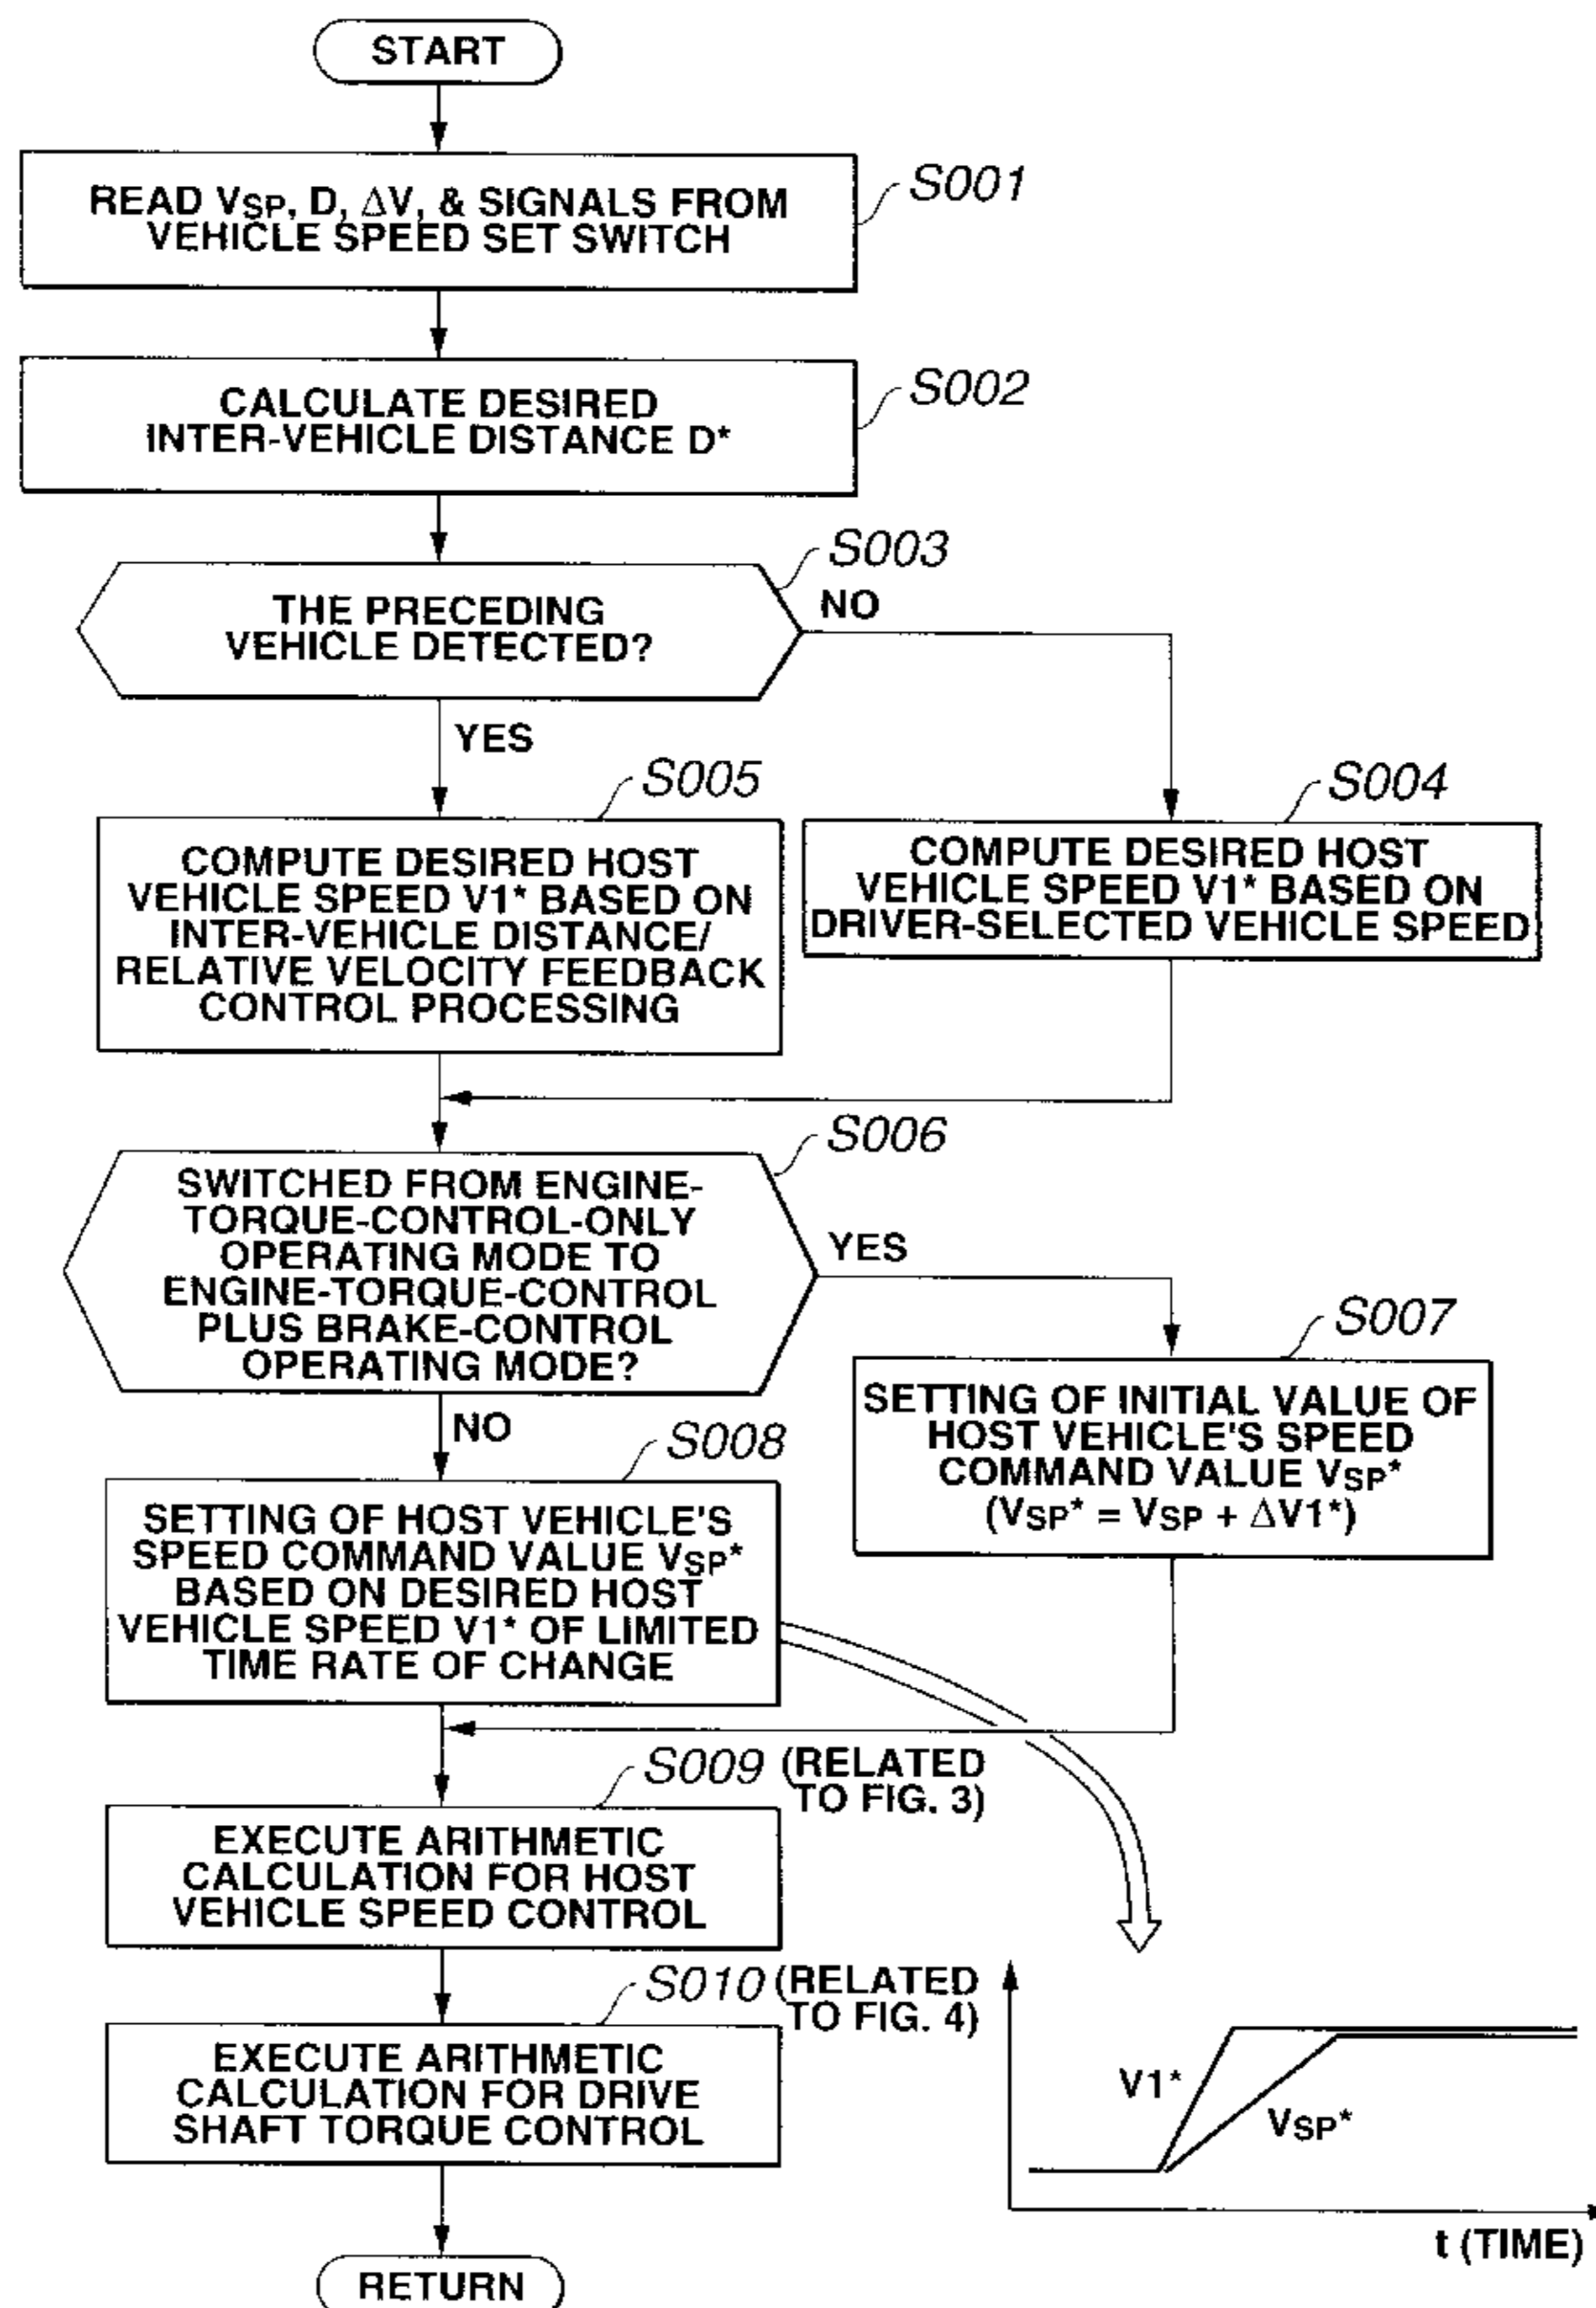 START
READ VSP, D, ΔV, & SIGNALS FROM
VEHICLE SPEED SET SWITCH
S001
CALCULATE DESIRED
INTER-VEHICLE DISTANCE D*
S002
THE PRECEDING
VEHICLE DETECTED?
S003
NO
YES
S005
COMPUTE DESIRED HOST
VEHICLE SPEED V1* BASED ON
INTER-VEHICLE DISTANCE/
RELATIVE VELOCITY FEEDBACK
CONTROL PROCESSING
S004
COMPUTE DESIRED HOST
VEHICLE SPEED V1* BASED ON
DRIVER-SELECTED VEHICLE SPEED
S006
SWITCHED FROM ENGINE-
TORQUE-CONTROL-ONLY
OPERATING MODE TO
ENGINE-TORQUE-CONTROL
PLUS BRAKE-CONTROL
OPERATING MODE?
YES
NO
S007
SETTING OF INITIAL VALUE OF
HOST VEHICLE'S SPEED
COMMAND VALUE VSP*
(VSP* = VSP + ΔV1*)
S008
SETTING OF HOST VEHICLE'S
SPEED COMMAND VALUE VSP*
BASED ON DESIRED HOST
VEHICLE SPEED V1* OF LIMITED
TIME RATE OF CHANGE
S009 (RELATED
TO FIG. 3)
EXECUTE ARITHMETIC
CALCULATION FOR HOST
VEHICLE SPEED CONTROL
S010 (RELATED
TO FIG. 4)
EXECUTE ARITHMETIC
CALCULATION FOR DRIVE
SHAFT TORQUE CONTROL
RETURN
V1*
VSP*
t (TIME)